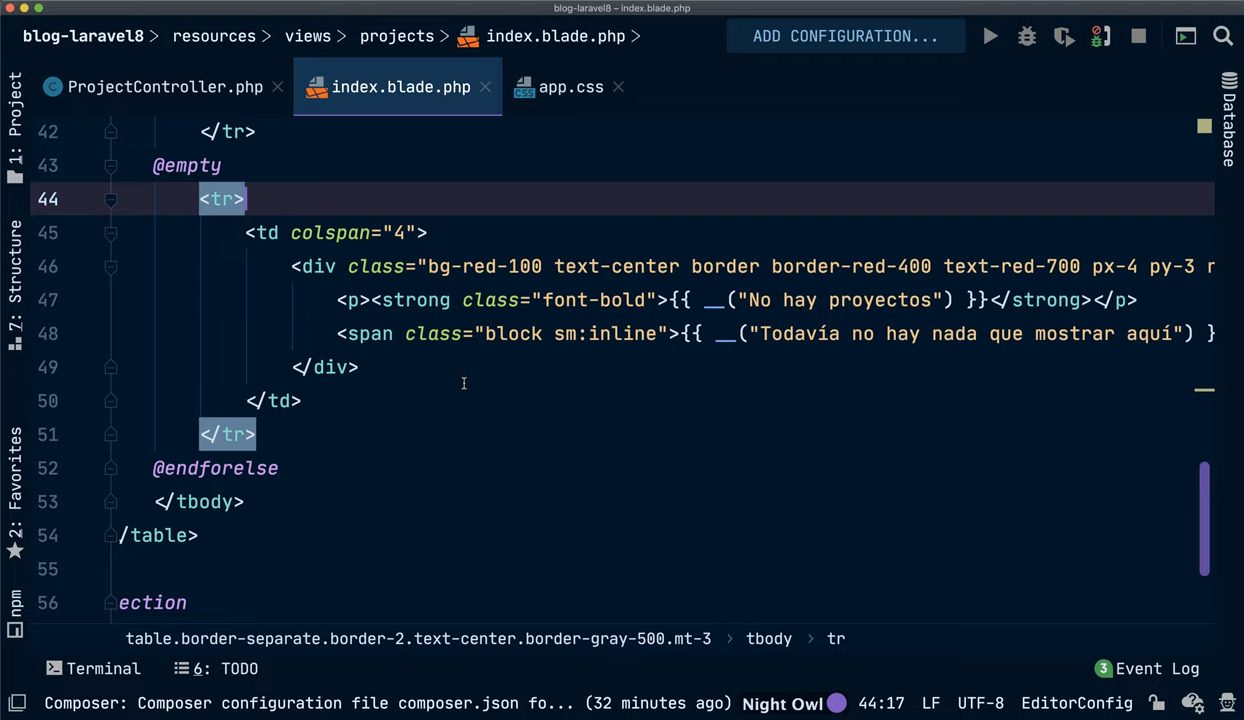 blog-laravel8 – index.blade.php
blog-laravel8 > resources > views > projects > index.blade.php > ADD CONFIGURATION...
ProjectController.php index.blade.php app.css
1: Project
7: Structure
2: Favorites
npm
Database
42 </tr>
43 @empty
44 <tr>
45 <td colspan="4">
46 <div class="bg-red-100 text-center border border-red-400 text-red-700 px-4 py-3 r
47 <p><strong class="font-bold">{{ __("No hay proyectos") }}</strong></p>
48 <span class="block sm:inline">{{ __("Todavía no hay nada que mostrar aquí") }
49 </div>
50 </td>
51 </tr>
52 @endforelse
53 </tbody>
54 /table>
55
56 ection
table.border-separate.border-2.text-center.border-gray-500.mt-3 > tbody > tr
Terminal 6: TODO 3 Event Log
Composer: Composer configuration file composer.json fo... (32 minutes ago) Night Owl 44:17 LF UTF-8 EditorConfig